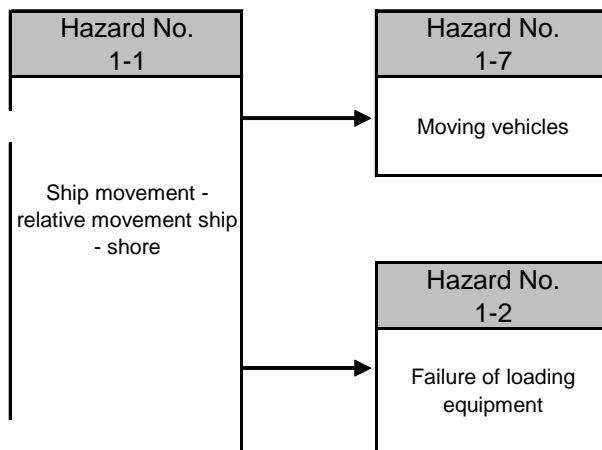 Hazard No.
1-1
Ship movement -
relative movement ship
- shore
Hazard No.
1-7
Moving vehicles
Hazard No.
1-2
Failure of loading
equipment